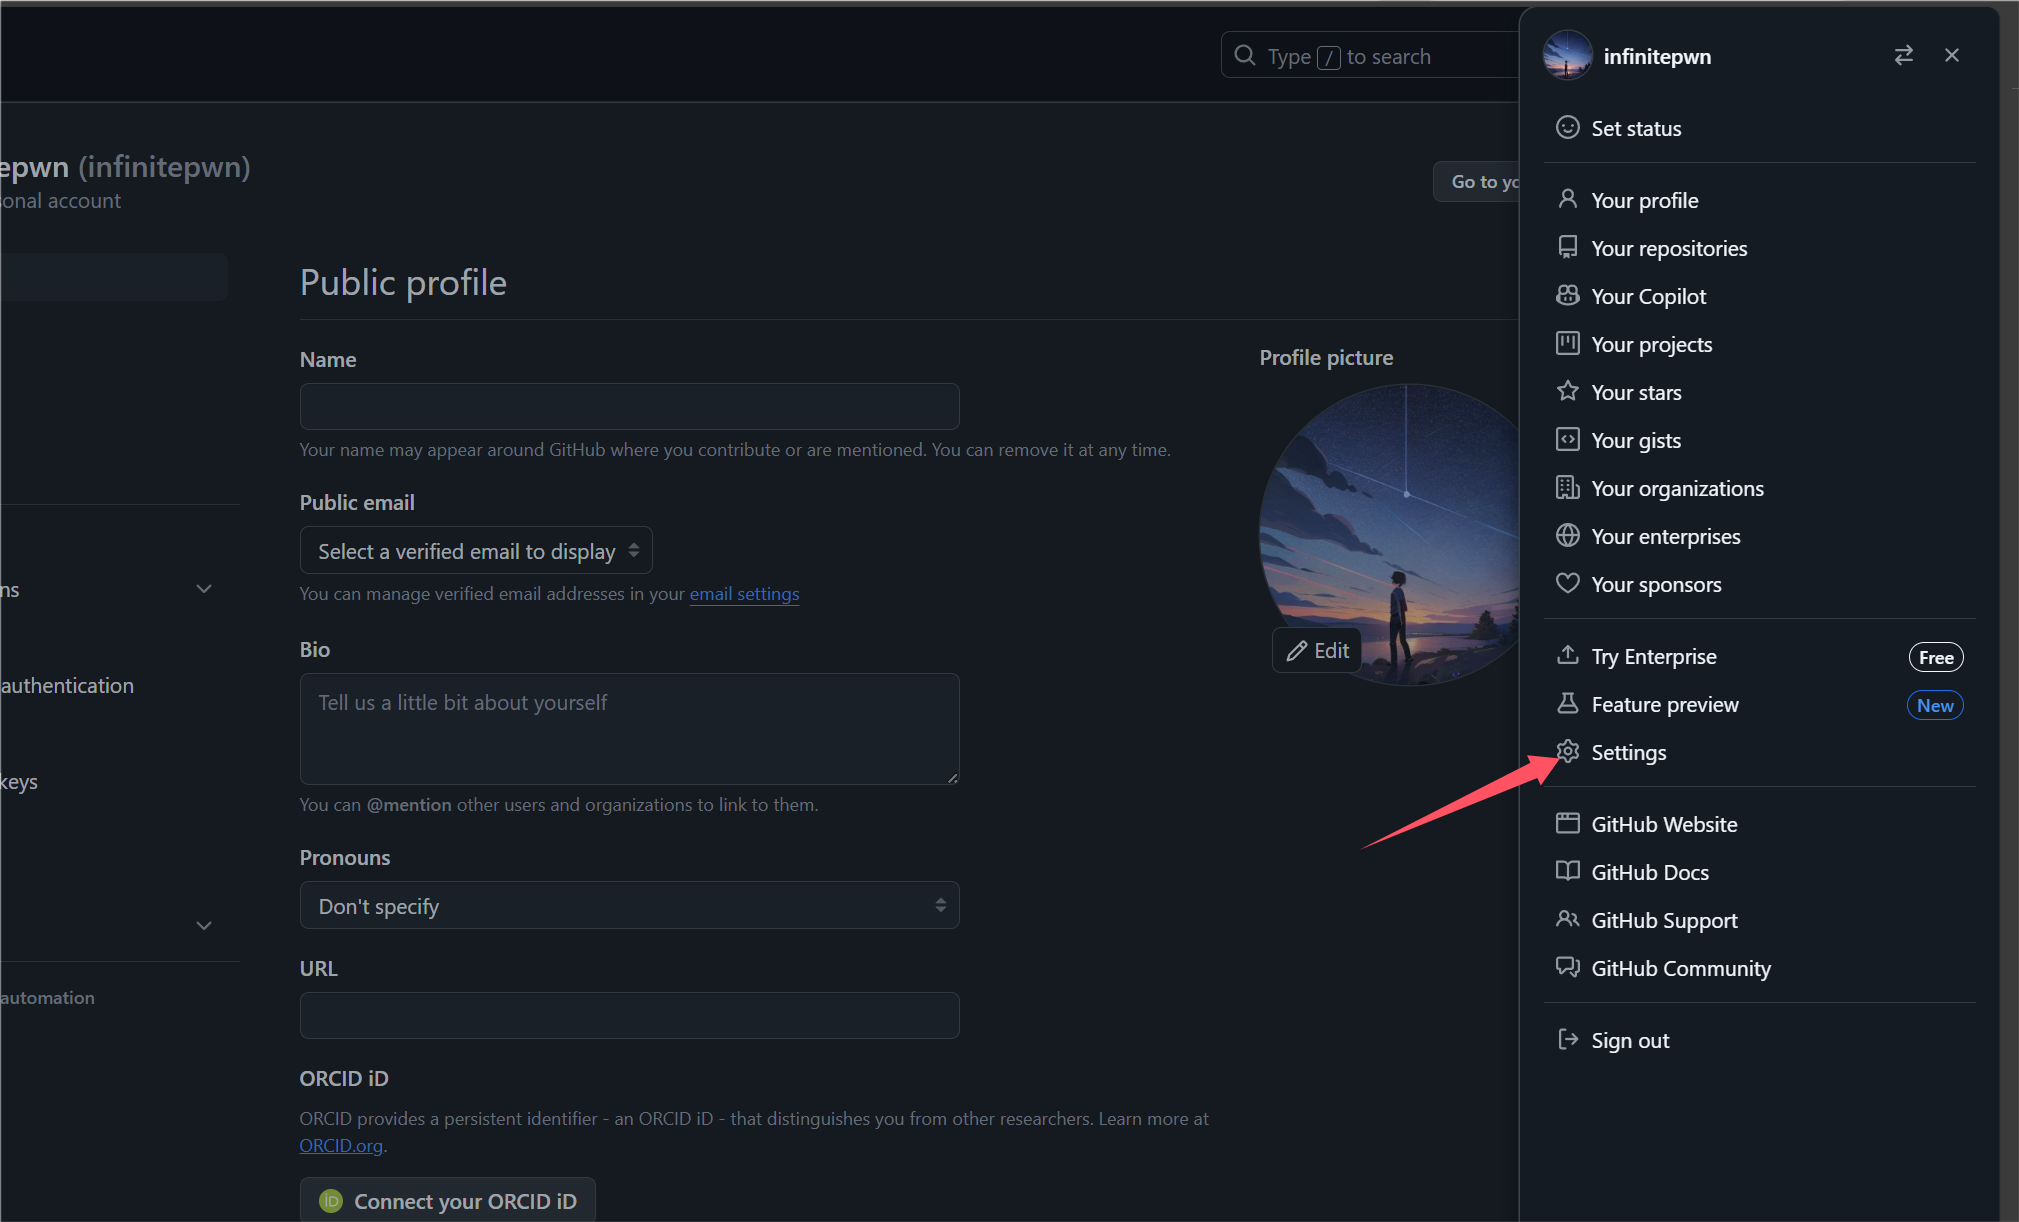 Type / to search
infinitepwn
Set status
epwn (infinitepwn)
onal account
Go to yo
Your profile
Your repositories
Your Copilot
Your projects
Your stars
Your gists
Your organizations
Your enterprises
Your sponsors
Try Enterprise Free
Feature preview New
Settings
GitHub Website
GitHub Docs
GitHub Support
GitHub Community
Sign out
ns
authentication
keys
automation
Public profile
Name
Your name may appear around GitHub where you contribute or are mentioned. You can remove it at any time.
Public email
Select a verified email to display
You can manage verified email addresses in your email settings
Bio
Tell us a little bit about yourself
You can @mention other users and organizations to link to them.
Pronouns
Don't specify
URL
ORCID iD
ORCID provides a persistent identifier - an ORCID iD - that distinguishes you from other researchers. Learn more at
ORCID.org.
iD Connect your ORCID iD
Profile picture
Edit